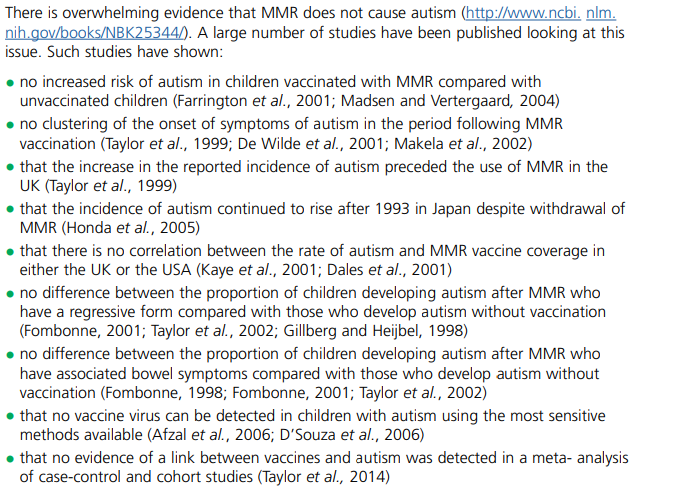 There is overwhelming evidence that MMR does not cause autism (http://www.ncbi. nlm.
nih.gov/books/NBK25344/). A large number of studies have been published looking at this
issue. Such studies have shown:
● no increased risk of autism in children vaccinated with MMR compared with
unvaccinated children (Farrington et al., 2001; Madsen and Vertergaard, 2004)
● no clustering of the onset of symptoms of autism in the period following MMR
vaccination (Taylor et al., 1999; De Wilde et al., 2001; Makela et al., 2002)
● that the increase in the reported incidence of autism preceded the use of MMR in the
UK (Taylor et al., 1999)
● that the incidence of autism continued to rise after 1993 in Japan despite withdrawal of
MMR (Honda et al., 2005)
● that there is no correlation between the rate of autism and MMR vaccine coverage in
either the UK or the USA (Kaye et al., 2001; Dales et al., 2001)
● no difference between the proportion of children developing autism after MMR who
have a regressive form compared with those who develop autism without vaccination
(Fombonne, 2001; Taylor et al., 2002; Gillberg and Heijbel, 1998)
● no difference between the proportion of children developing autism after MMR who
have associated bowel symptoms compared with those who develop autism without
vaccination (Fombonne, 1998; Fombonne, 2001; Taylor et al., 2002)
● that no vaccine virus can be detected in children with autism using the most sensitive
methods available (Afzal et al., 2006; D’Souza et al., 2006)
● that no evidence of a link between vaccines and autism was detected in a meta- analysis
of case-control and cohort studies (Taylor et al., 2014)